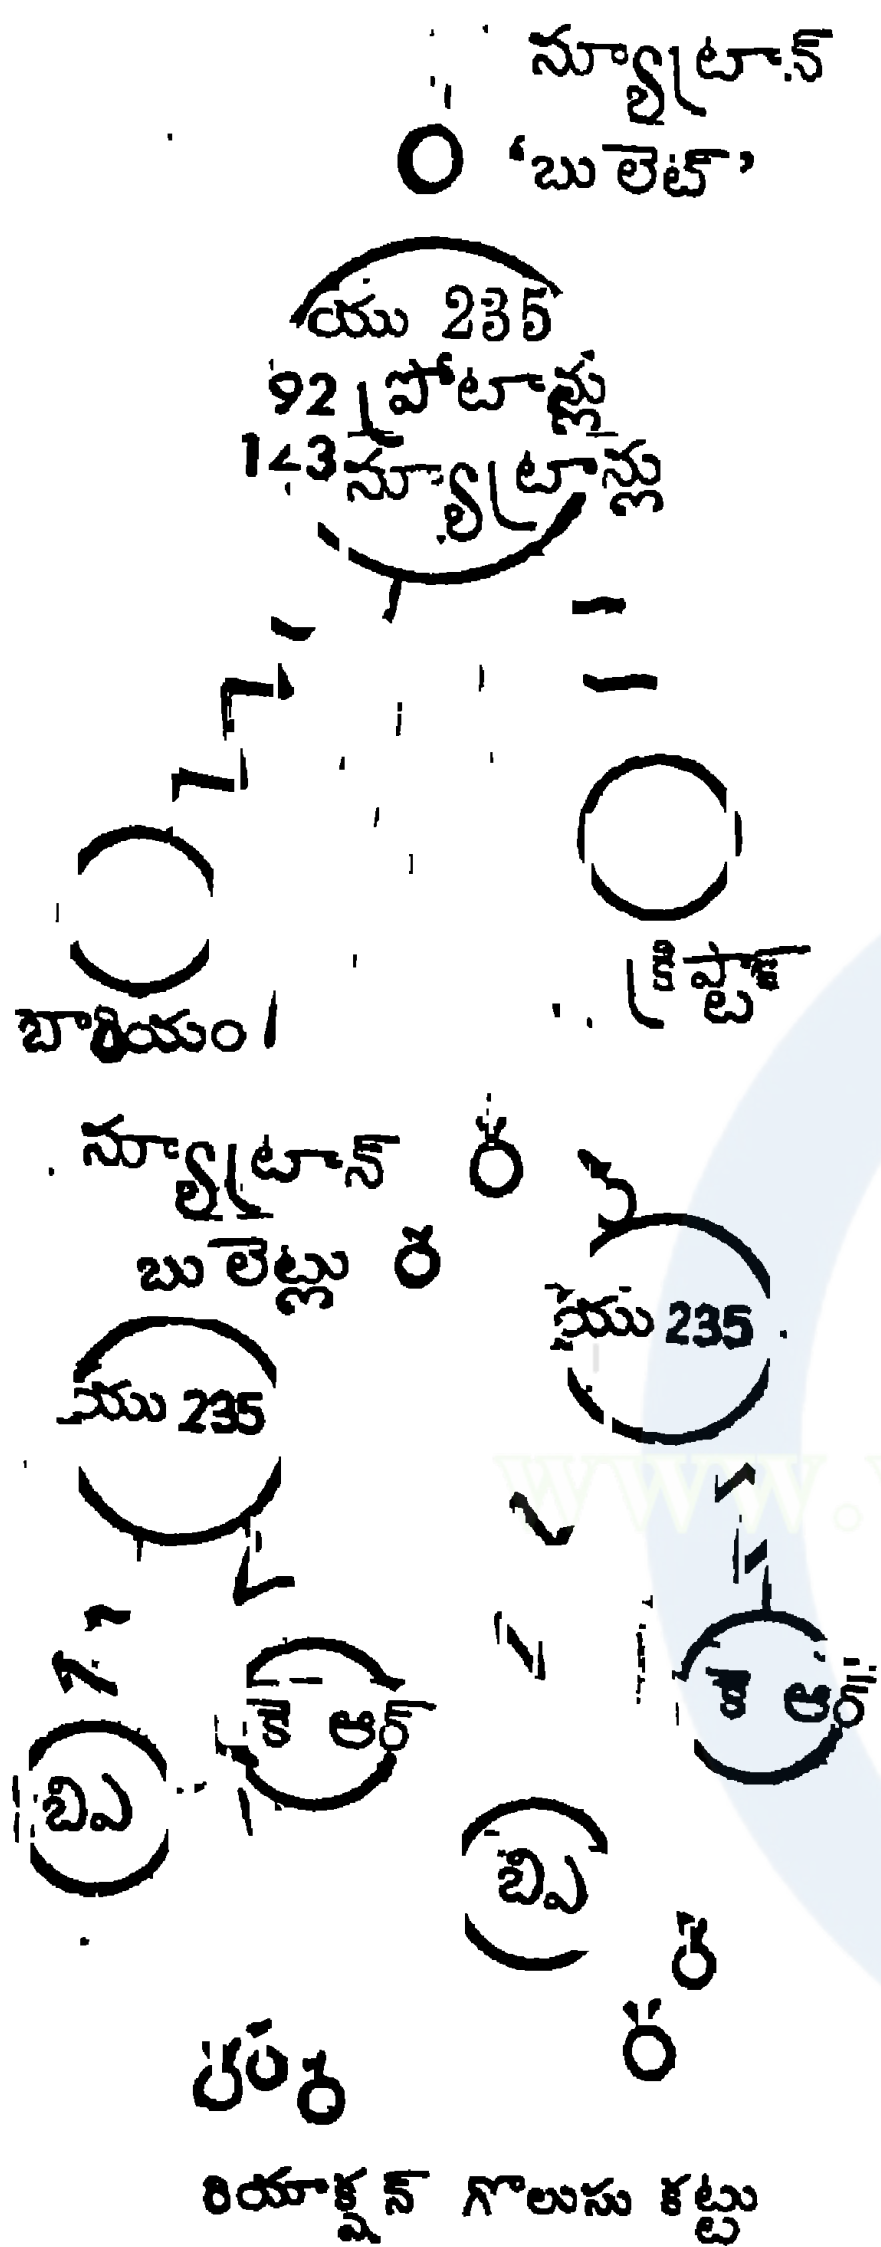 న్యూట్రాన్
‘బు లెట్’
యు 235
92 ప్రోటాన్లు
143 న్యూట్రాన్లు
బారియం
క్రిప్టాన్
న్యూట్రాన్
బు లెట్లు
యు 235
యు 235
కె ఆర్
కె ఆర్
బిఎ
బిఎ
రియాక్షన్ గొలుసు కట్టు